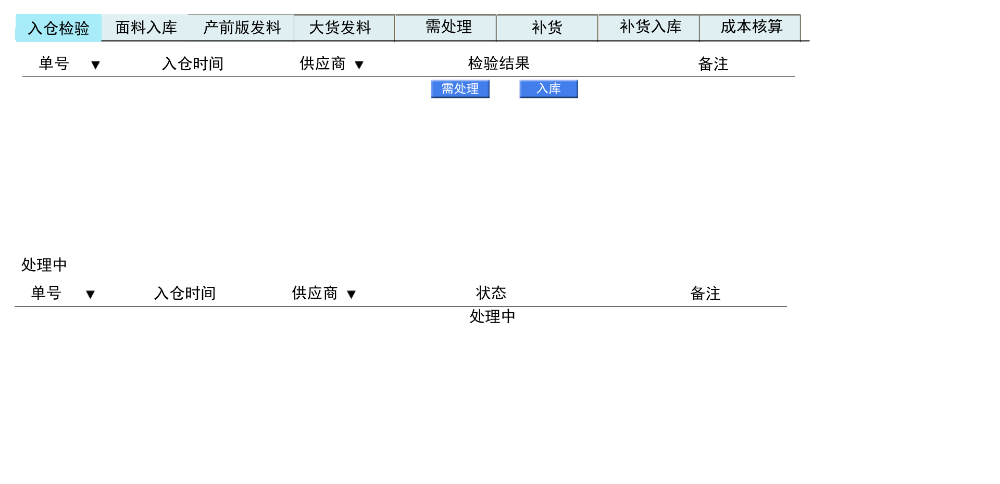 入仓检验 面料入库 产前版发料 大货发料 需处理 补货 补货入库 成本核算
单号 ▼ 入仓时间 供应商 ▼ 检验结果 备注
需处理 入库
处理中
单号 ▼ 入仓时间 供应商 ▼ 状态 备注
处理中